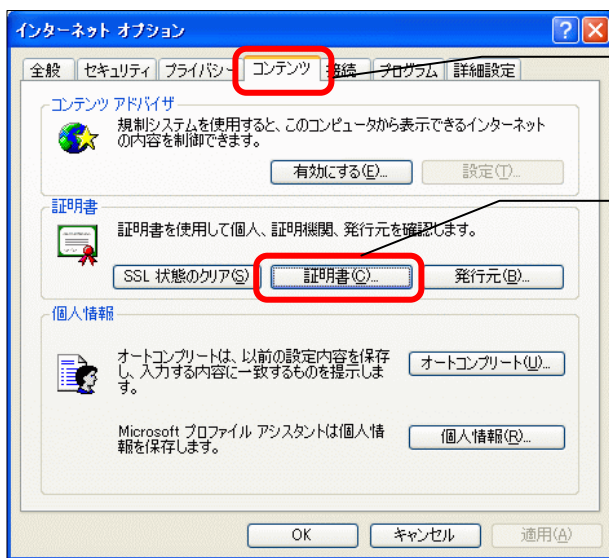 インターネット オプション
全般 セキュリティ プライバシー コンテンツ 接続 プログラム 詳細設定
コンテンツ アドバイザ
規制システムを使用すると、このコンピュータから表示できるインターネット
の内容を制御できます。
有効にする(E)... 設定(T)...
証明書
証明書を使用して個人、証明機関、発行元を確認します。
SSL 状態のクリア(S) 証明書(C)... 発行元(B)...
個人情報
オートコンプリートは、以前の設定内容を保存
し、入力する内容に一致するものを提示しま
す。
オートコンプリート(U)...
Microsoft プロファイル アシスタントは個人情
報を保存します。
個人情報(R)...
OK キャンセル 適用(A)